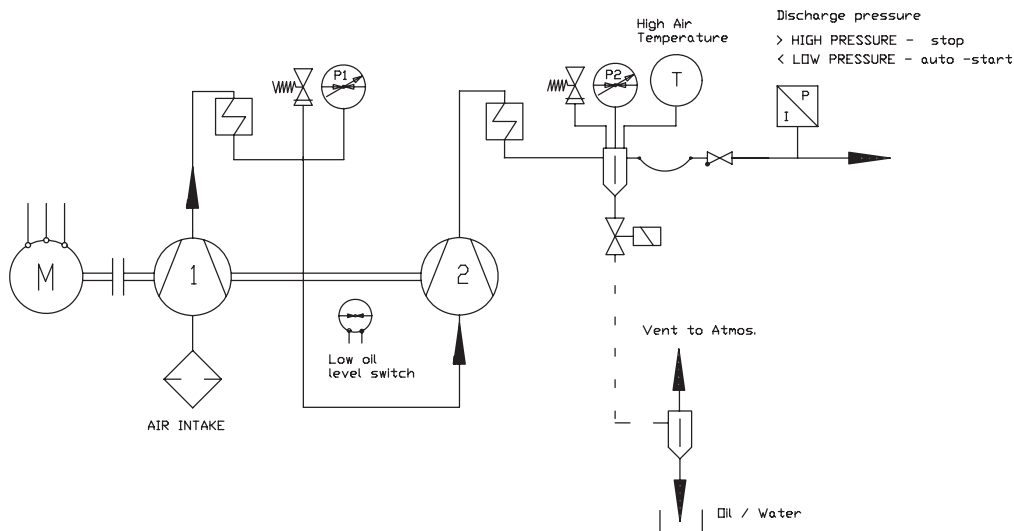 Discharge pressure
> HIGH PRESSURE - stop
< LOW PRESSURE - auto -start
High Air
Temperature
P1
P2
T
P
I
M
1
2
Low oil
level switch
AIR INTAKE
Vent to Atmos.
Oil / Water